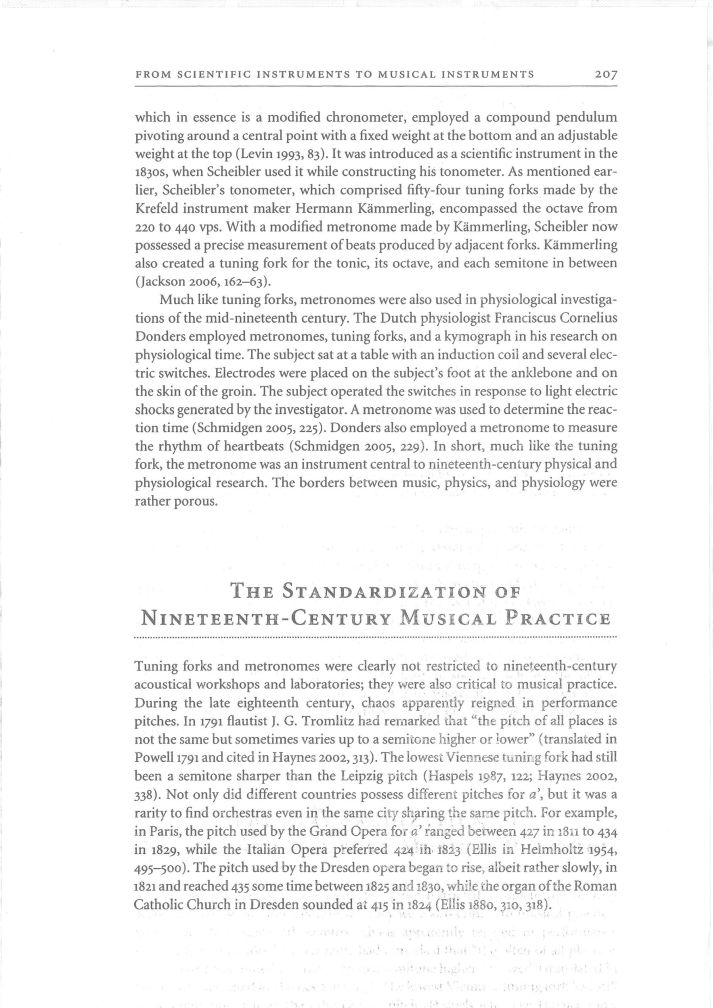 FROM SCIENTIFIC INSTRUMENTS TO MUSICAL INSTRUMENTS 207
which in essence is a modified chronometer, employed a compound pendulum
pivoting around a central point with a fixed weight at the bottom and an adjustable
weight at the top (Levin 1993, 83). It was introduced as a scientific instrument in the
1830s, when Scheibler used it while constructing his tonometer. As mentioned ear-
lier, Scheibler's tonometer, which comprised fifty-four tuning forks made by the
Krefeld instrument maker Hermann Kämmerling, encompassed the octave from
220 to 440 vps. With a modified metronome made by Kämmerling, Scheibler now
possessed a precise measurement of beats produced by adjacent forks. Kämmerling
also created a tuning fork for the tonic, its octave, and each semitone in between
(Jackson 2006, 162–63).
Much like tuning forks, metronomes were also used in physiological investiga-
tions of the mid-nineteenth century. The Dutch physiologist Franciscus Cornelius
Donders employed metronomes, tuning forks, and a kymograph in his research on
physiological time. The subject sat at a table with an induction coil and several elec-
tric switches. Electrodes were placed on the subject's foot at the anklebone and on
the skin of the groin. The subject operated the switches in response to light electric
shocks generated by the investigator. A metronome was used to determine the reac-
tion time (Schmidgen 2005, 225). Donders also employed a metronome to measure
the rhythm of heartbeats (Schmidgen 2005, 229). In short, much like the tuning
fork, the metronome was an instrument central to nineteenth-century physical and
physiological research. The borders between music, physics, and physiology were
rather porous.
THE STANDARDIZATION OF
NINETEENTH-CENTURY MUSICAL PRACTICE
Tuning forks and metronomes were clearly not restricted to nineteenth-century
acoustical workshops and laboratories; they were also critical to musical practice.
During the late eighteenth century, chaos apparently reigned in performance
pitches. In 1791 flautist J. G. Tromlitz had remarked that "the pitch of all places is
not the same but sometimes varies up to a semitone higher or lower" (translated in
Powell 1791 and cited in Haynes 2002, 313). The lowest Viennese tuning fork had still
been a semitone sharper than the Leipzig pitch (Haspels 1987, 122; Haynes 2002,
338). Not only did different countries possess different pitches for a', but it was a
rarity to find orchestras even in the same city sharing the same pitch. For example,
in Paris, the pitch used by the Grand Opera for a' ranged between 427 in 1811 to 434
in 1829, while the Italian Opera preferred 424 in 1823 (Ellis in Helmholtz 1954,
495–500). The pitch used by the Dresden opera began to rise, albeit rather slowly, in
1821 and reached 435 some time between 1825 and 1830, while the organ of the Roman
Catholic Church in Dresden sounded at 415 in 1824 (Ellis 1880, 310, 318).